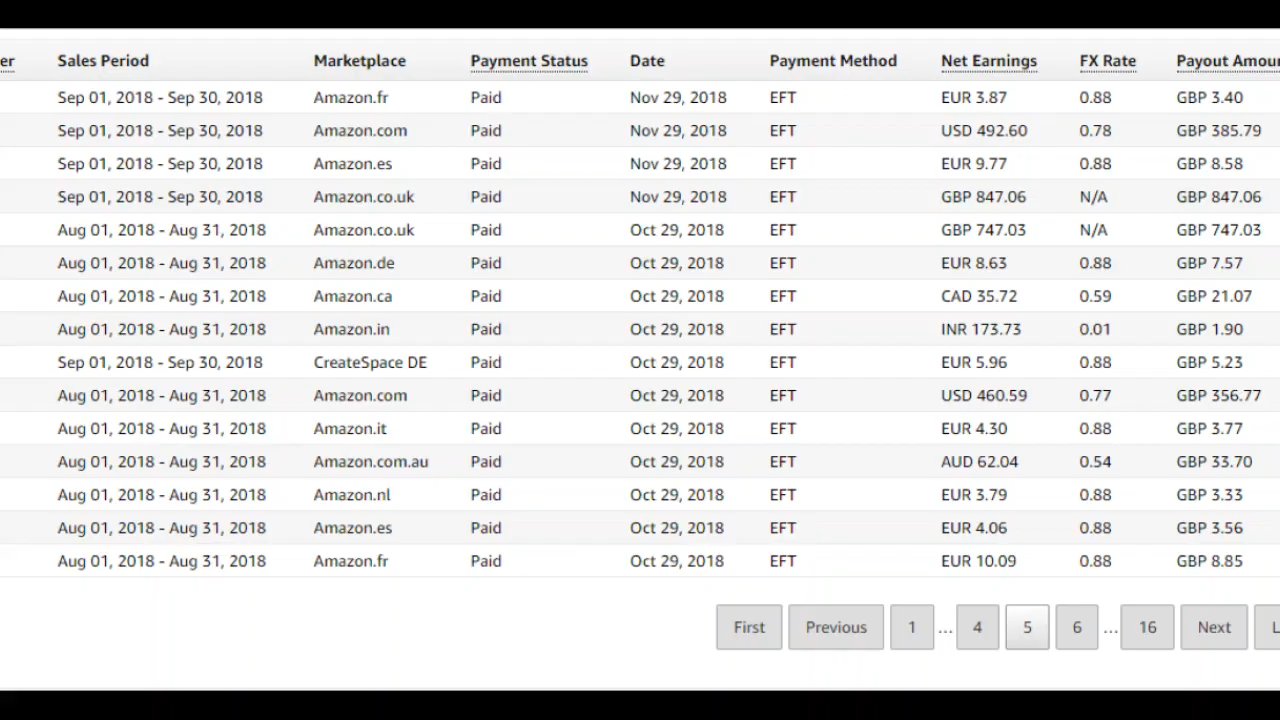 er Sales Period Marketplace Payment Status Date Payment Method Net Earnings FX Rate Payout Amoun
Sep 01, 2018 - Sep 30, 2018 Amazon.fr Paid Nov 29, 2018 EFT EUR 3.87 0.88 GBP 3.40
Sep 01, 2018 - Sep 30, 2018 Amazon.com Paid Nov 29, 2018 EFT USD 492.60 0.78 GBP 385.79
Sep 01, 2018 - Sep 30, 2018 Amazon.es Paid Nov 29, 2018 EFT EUR 9.77 0.88 GBP 8.58
Sep 01, 2018 - Sep 30, 2018 Amazon.co.uk Paid Nov 29, 2018 EFT GBP 847.06 N/A GBP 847.06
Aug 01, 2018 - Aug 31, 2018 Amazon.co.uk Paid Oct 29, 2018 EFT GBP 747.03 N/A GBP 747.03
Aug 01, 2018 - Aug 31, 2018 Amazon.de Paid Oct 29, 2018 EFT EUR 8.63 0.88 GBP 7.57
Aug 01, 2018 - Aug 31, 2018 Amazon.ca Paid Oct 29, 2018 EFT CAD 35.72 0.59 GBP 21.07
Aug 01, 2018 - Aug 31, 2018 Amazon.in Paid Oct 29, 2018 EFT INR 173.73 0.01 GBP 1.90
Sep 01, 2018 - Sep 30, 2018 CreateSpace DE Paid Oct 29, 2018 EFT EUR 5.96 0.88 GBP 5.23
Aug 01, 2018 - Aug 31, 2018 Amazon.com Paid Oct 29, 2018 EFT USD 460.59 0.77 GBP 356.77
Aug 01, 2018 - Aug 31, 2018 Amazon.it Paid Oct 29, 2018 EFT EUR 4.30 0.88 GBP 3.77
Aug 01, 2018 - Aug 31, 2018 Amazon.com.au Paid Oct 29, 2018 EFT AUD 62.04 0.54 GBP 33.70
Aug 01, 2018 - Aug 31, 2018 Amazon.nl Paid Oct 29, 2018 EFT EUR 3.79 0.88 GBP 3.33
Aug 01, 2018 - Aug 31, 2018 Amazon.es Paid Oct 29, 2018 EFT EUR 4.06 0.88 GBP 3.56
Aug 01, 2018 - Aug 31, 2018 Amazon.fr Paid Oct 29, 2018 EFT EUR 10.09 0.88 GBP 8.85
First Previous 1 ... 4 5 6 ... 16 Next L